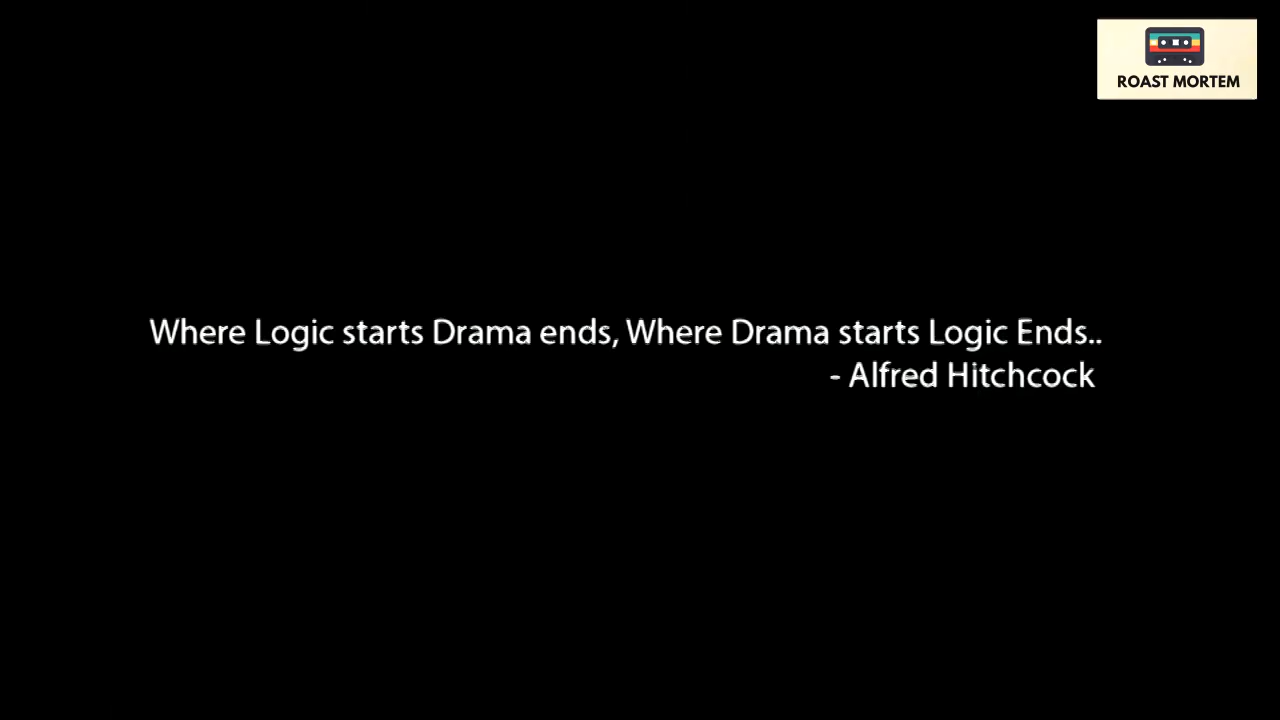 ROAST MORTEM
Where Logic starts Drama ends, Where Drama starts Logic Ends..
- Alfred Hitchcock